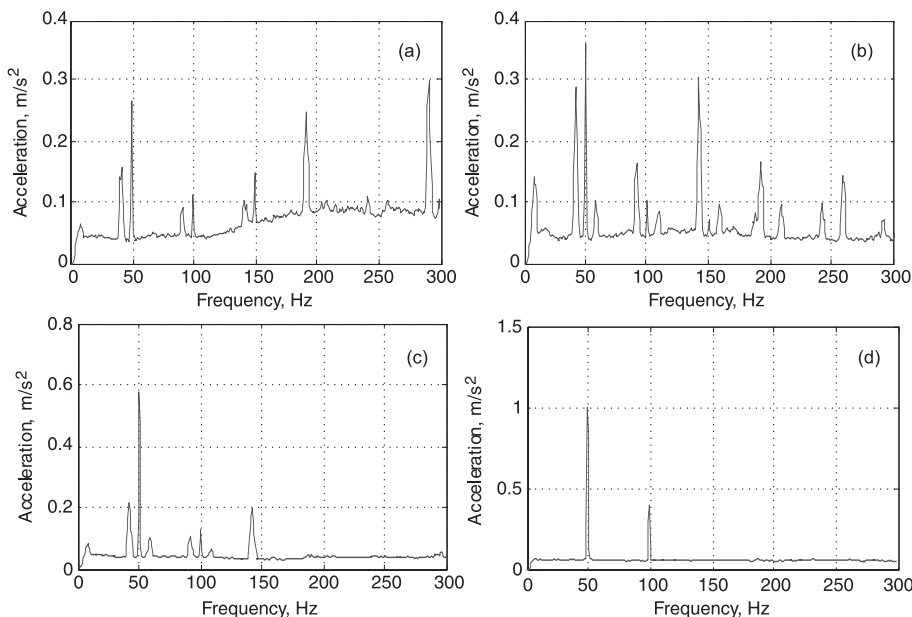 0.4
0.3
0.2
0.1
0
Acceleration, m/s²
(a)
0 50 100 150 200 250 300
Frequency, Hz
0.4
0.3
0.2
0.1
0
Acceleration, m/s²
(b)
0 50 100 150 200 250 300
Frequency, Hz
0.8
0.6
0.4
0.2
0
Acceleration, m/s²
(c)
0 50 100 150 200 250 300
Frequency, Hz
1.5
1
0.5
0
Acceleration, m/s²
(d)
0 50 100 150 200 250 300
Frequency, Hz